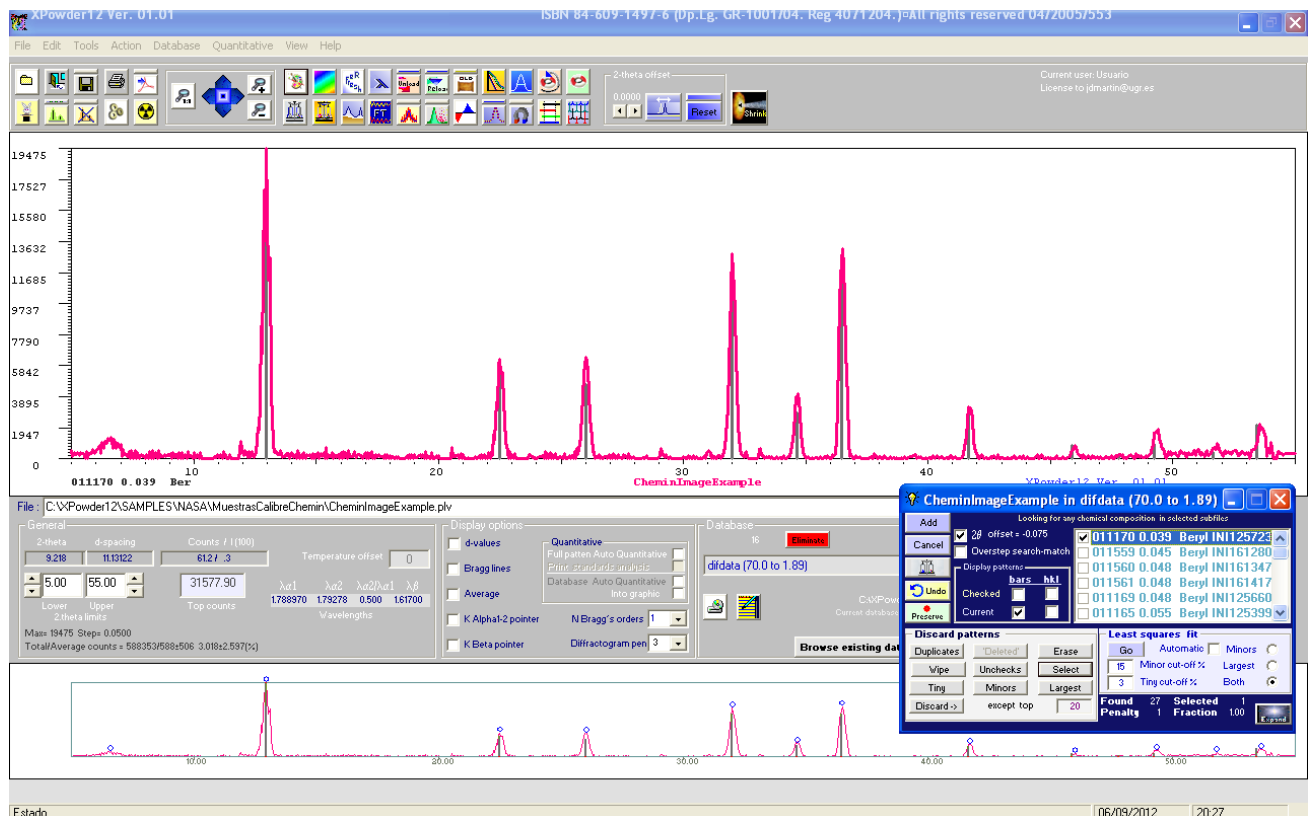 XPowder12 Ver. 01.01
ISBN 84-609-1497-6 (Dp.Lg. GR-1001/04. Reg 4071204.)¤All rights reserved 04/2005/553
File Edit Tools Action Database Quantitative View Help
2-theta offset
0.0000
Reset
Shrink
Current user: Usuario
License to jdmartin@ugr.es
19475
17527
15580
13632
11685
9737
7790
5842
3895
1947
0
10 20 30 40 50
011170 0.039 Ber
CheminImageExample
XPowder12 Ver. 01.01
File : C:\XPowder12\SAMPLES\NASA\MuestrasCalibreChemin\CheminImageExample.plv
General
2-theta d-spacing Counts / I (100)
9.218 11.13122 61.2 / .3
Temperature offset 0
5.00 55.00 31577.90
Lower Upper Top counts
2.theta limits
λα1 λα2 λα2/λα1 λβ
1.788970 1.79278 0.500 1.61700
Wavelengths
Max= 19475 Step= 0.0500
Total/Average counts = 588353/588±506 3.018±2.597(%)
Display options
d-values
Bragg lines
Average
K Alpha1-2 pointer
K Beta pointer
Quantitative
Full patten Auto Quantitative
Print standards analysis
Database Auto Quantitative
Into graphic
N Bragg's orders 1
Diffractogram pen 3
Database
16 Eliminate
difdata (70.0 to 1.89)
C:\XPow
Current databas
Browse existing dat
CheminImageExample in difdata (70.0 to 1.89)
Add
Cancel
Undo
Preserve
Looking for any chemical composition in selected subfiles
2θ offset = -0.075
Overstep search-match
Display patterns
bars hkl
Checked
Current
011170 0.039 Beryl INI125723
011559 0.045 Beryl INI161280
011560 0.048 Beryl INI161347
011561 0.048 Beryl INI161417
011169 0.048 Beryl INI125660
011165 0.055 Beryl INI125399
Discard patterns
Duplicates 'Deleted' Erase
Wipe Unchecks Select
Tiny Minors Largest
Discard -> except top 20
Least squares fit
Go Automatic Minors
15 Minor cut-off % Largest
3 Tiny cut-off % Both
Found 27 Selected 1
Penalty 1 Fraction 1.00
Expand
10.00 20.00 30.00 40.00 50.00
Estado
06/09/2012 20:27